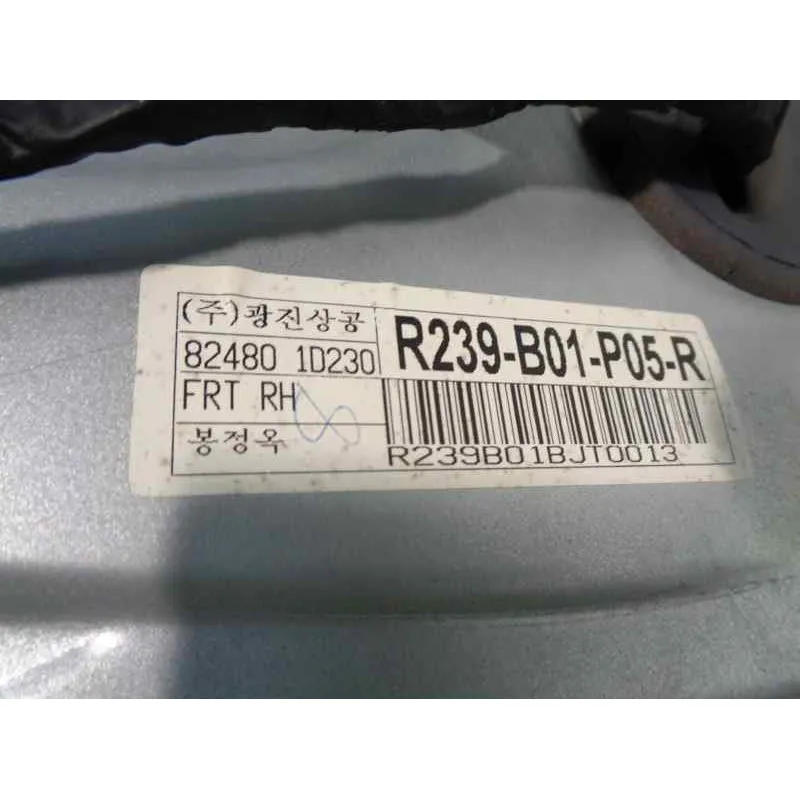 (주)광진상공
R239-B01-P05-R
82480 1D230
FRT RH
봉정옥
R239B01BJT0013